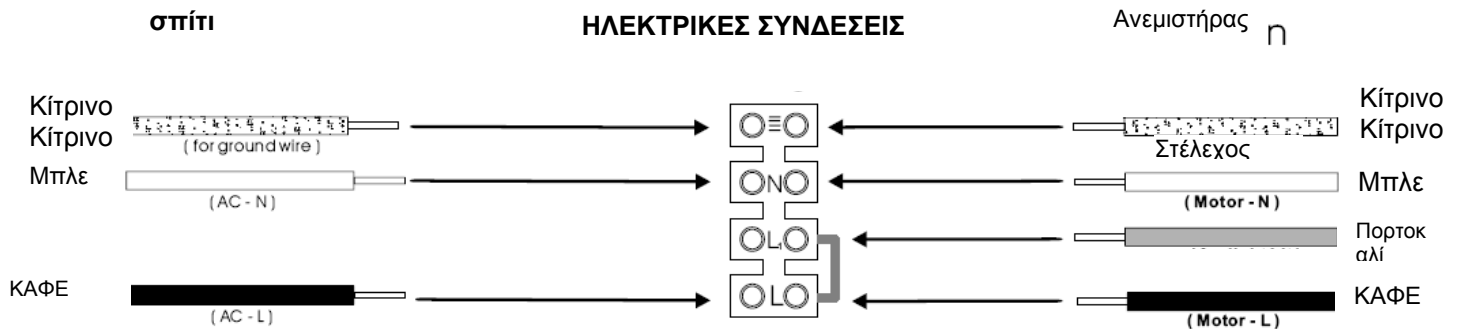 σπίτι
ΗΛΕΚΤΡΙΚΕΣ ΣΥΝΔΕΣΕΙΣ
Ανεμιστήρας n
Κίτρινο
Κίτρινο
( for ground wire )
Μπλε
( AC - N )
ΚΑΦΕ
( AC - L )
N
L1
L
Κίτρινο
Κίτρινο
Στέλεχος
Μπλε
( Motor - N )
Πορτοκ
αλί
ΚΑΦΕ
( Motor - L )